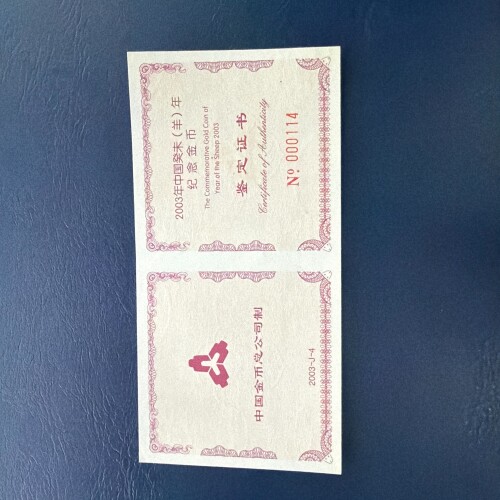 2003年中国癸未（羊）年
纪念金币
The Commemorative Gold Coin of
Year of the Sheep 2003
鉴定证书
Certificate of Authenticity
Nº 000114
中国金币总公司制
2003-J-4